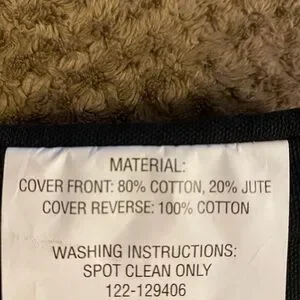 MATERIAL:
COVER FRONT: 80% COTTON, 20% JUTE
COVER REVERSE: 100% COTTON
WASHING INSTRUCTIONS:
SPOT CLEAN ONLY
122-129406